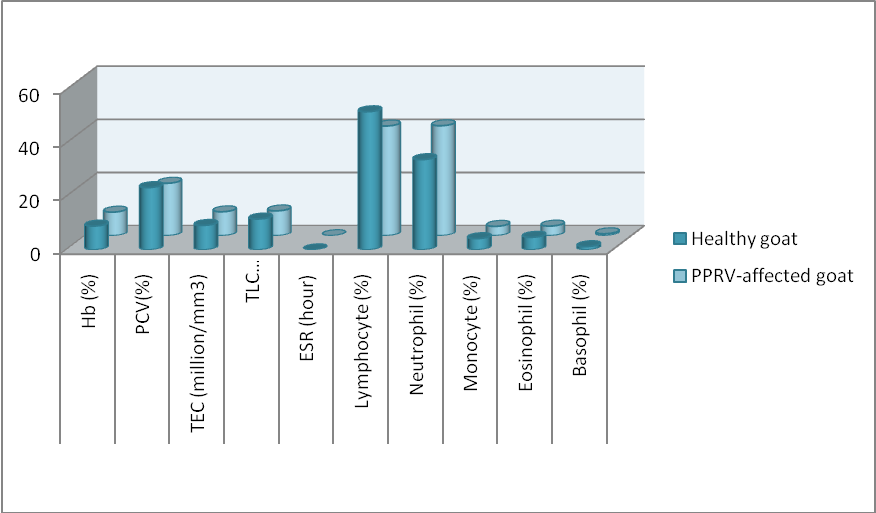 60
40
20
0
Hb (%)
PCV(%)
TEC (million/mm3)
TLC...
ESR (hour)
Lymphocyte (%)
Neutrophil (%)
Monocyte (%)
Eosinophil (%)
Basophil (%)
Healthy goat
PPRV-affected goat